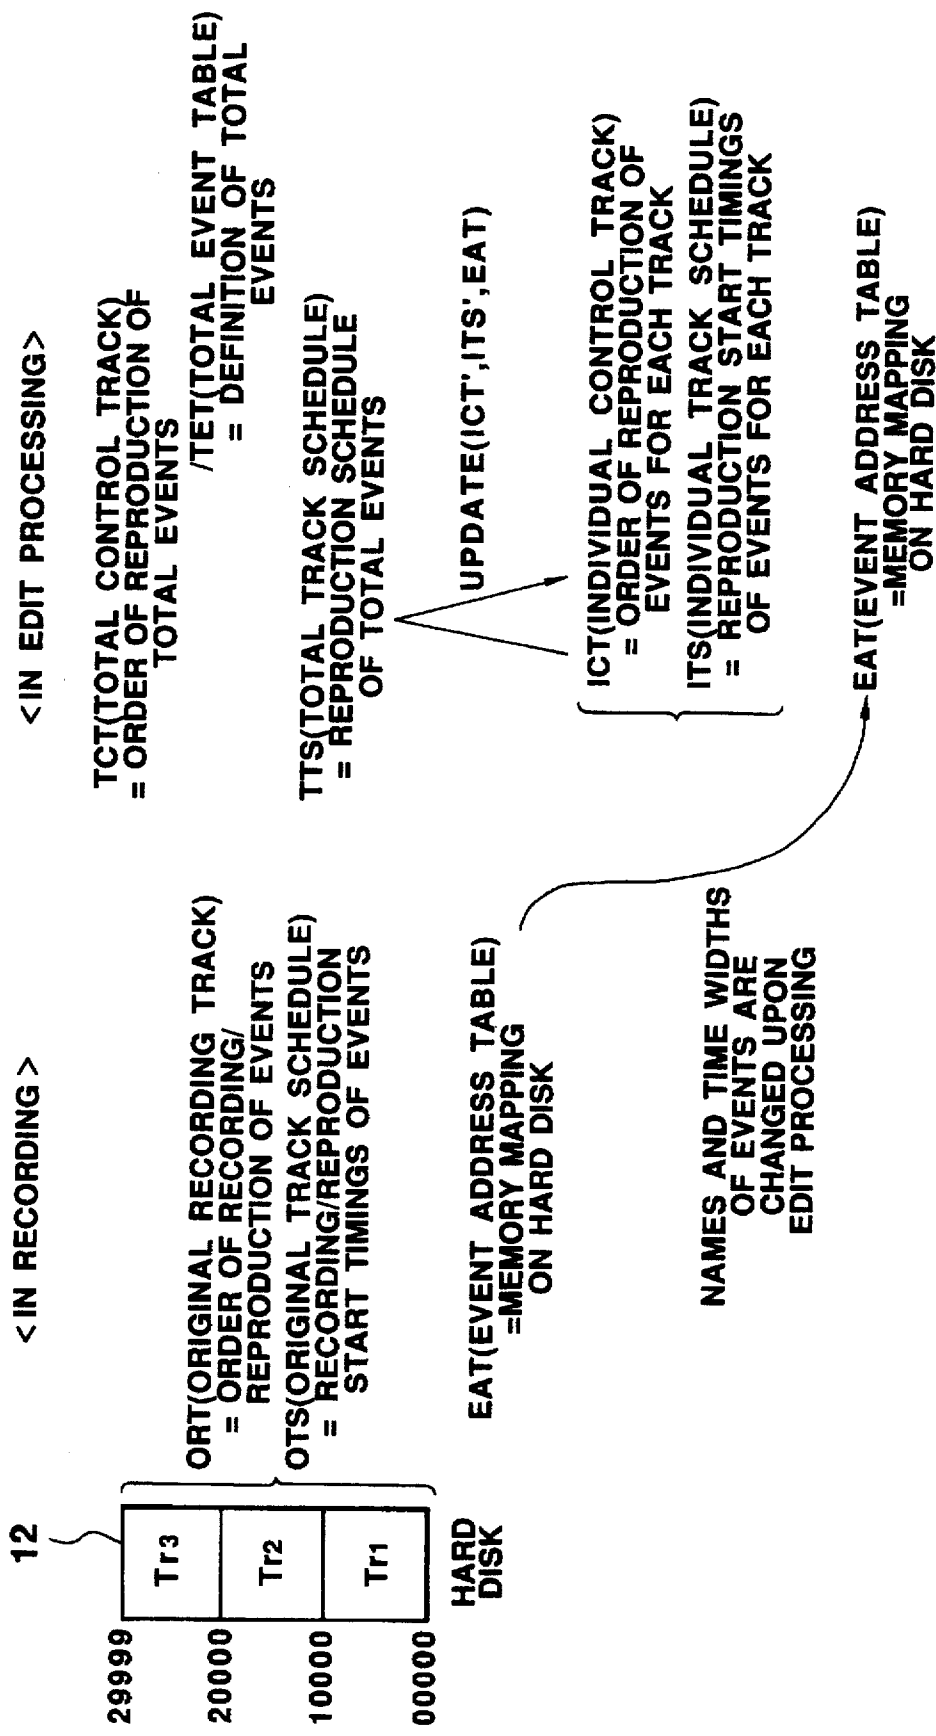 12
29999
20000
10000
00000
Tr3
Tr2
Tr1
HARD
DISK
<IN RECORDING>
ORT(ORIGINAL RECORDING TRACK)
= ORDER OF RECORDING/
REPRODUCTION OF EVENTS
OTS(ORIGINAL TRACK SCHEDULE)
= RECORDING/REPRODUCTION
START TIMINGS OF EVENTS
EAT(EVENT ADDRESS TABLE)
=MEMORY MAPPING
ON HARD DISK
NAMES AND TIME WIDTHS
OF EVENTS ARE
CHANGED UPON
EDIT PROCESSING
<IN EDIT PROCESSING>
TCT(TOTAL CONTROL TRACK)
= ORDER OF REPRODUCTION OF
TOTAL EVENTS
/TET(TOTAL EVENT TABLE)
= DEFINITION OF TOTAL
EVENTS
TTS(TOTAL TRACK SCHEDULE)
= REPRODUCTION SCHEDULE
OF TOTAL EVENTS
UPDATE(ICT',ITS',EAT)
ICT(INDIVIDUAL CONTROL TRACK)
= ORDER OF REPRODUCTION OF
EVENTS FOR EACH TRACK
ITS(INDIVIDUAL TRACK SCHEDULE)
= REPRODUCTION START TIMINGS
OF EVENTS FOR EACH TRACK
EAT(EVENT ADDRESS TABLE)
=MEMORY MAPPING
ON HARD DISK